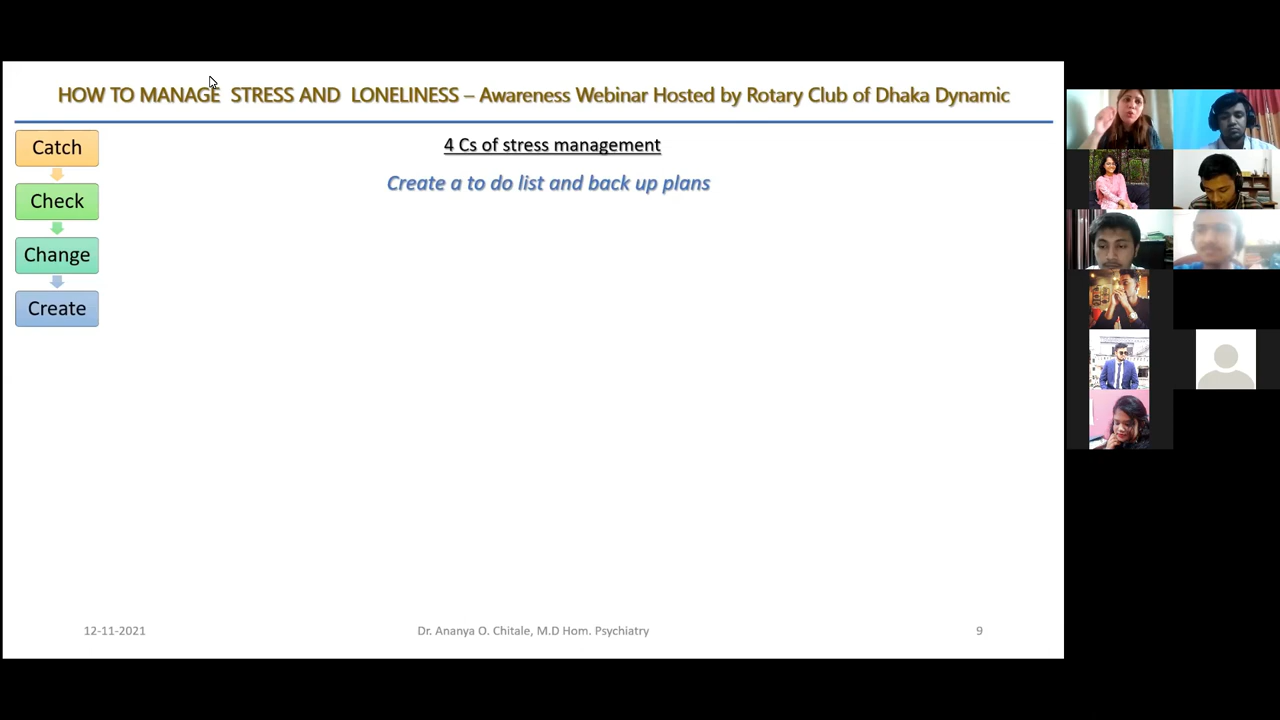 HOW TO MANAGE STRESS AND LONELINESS – Awareness Webinar Hosted by Rotary Club of Dhaka Dynamic
Catch
Check
Change
Create
4 Cs of stress management
Create a to do list and back up plans
12-11-2021
Dr. Ananya O. Chitale, M.D Hom. Psychiatry
9